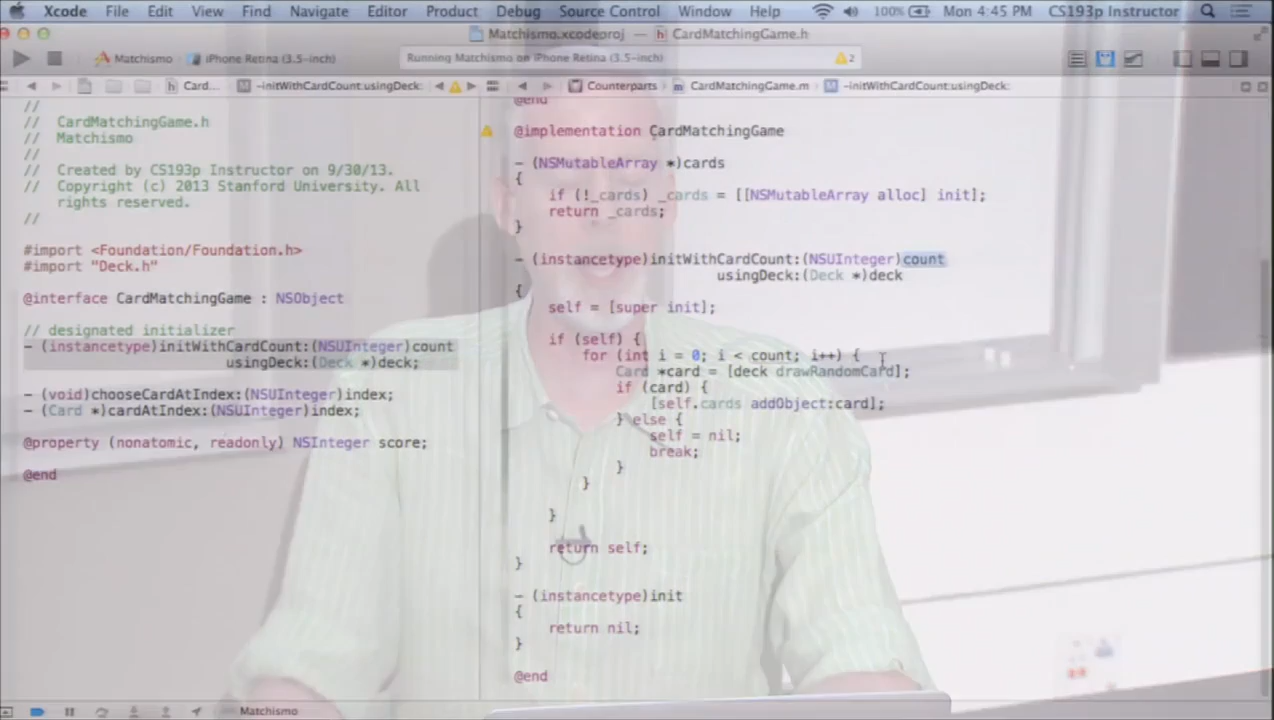 Xcode File Edit View Find Navigate Editor Product Debug Source Control Window Help 100% Mon 4:45 PM CS193p Instructor
Matchismo.xcodeproj — CardMatchingGame.h
Matchismo iPhone Retina (3.5-inch) Running Matchismo on iPhone Retina (3.5-inch) 2
Card... -initWithCardCount:usingDeck:
//
// CardMatchingGame.h
// Matchismo
//
// Created by CS193p Instructor on 9/30/13.
// Copyright (c) 2013 Stanford University. All
rights reserved.
//
#import <Foundation/Foundation.h>
#import "Deck.h"
@interface CardMatchingGame : NSObject
// designated initializer
- (instancetype)initWithCardCount:(NSUInteger)count
usingDeck:(Deck *)deck;
- (void)chooseCardAtIndex:(NSUInteger)index;
- (Card *)cardAtIndex:(NSUInteger)index;
@property (nonatomic, readonly) NSInteger score;
@end
Counterparts CardMatchingGame.m -initWithCardCount:usingDeck:
@end
@implementation CardMatchingGame
- (NSMutableArray *)cards
{
if (!_cards) _cards = [[NSMutableArray alloc] init];
return _cards;
}
- (instancetype)initWithCardCount:(NSUInteger)count
usingDeck:(Deck *)deck
{
self = [super init];
if (self) {
for (int i = 0; i < count; i++) {
Card *card = [deck drawRandomCard];
if (card) {
[self.cards addObject:card];
} else {
self = nil;
break;
}
}
}
return self;
}
- (instancetype)init
{
return nil;
}
@end
Matchismo